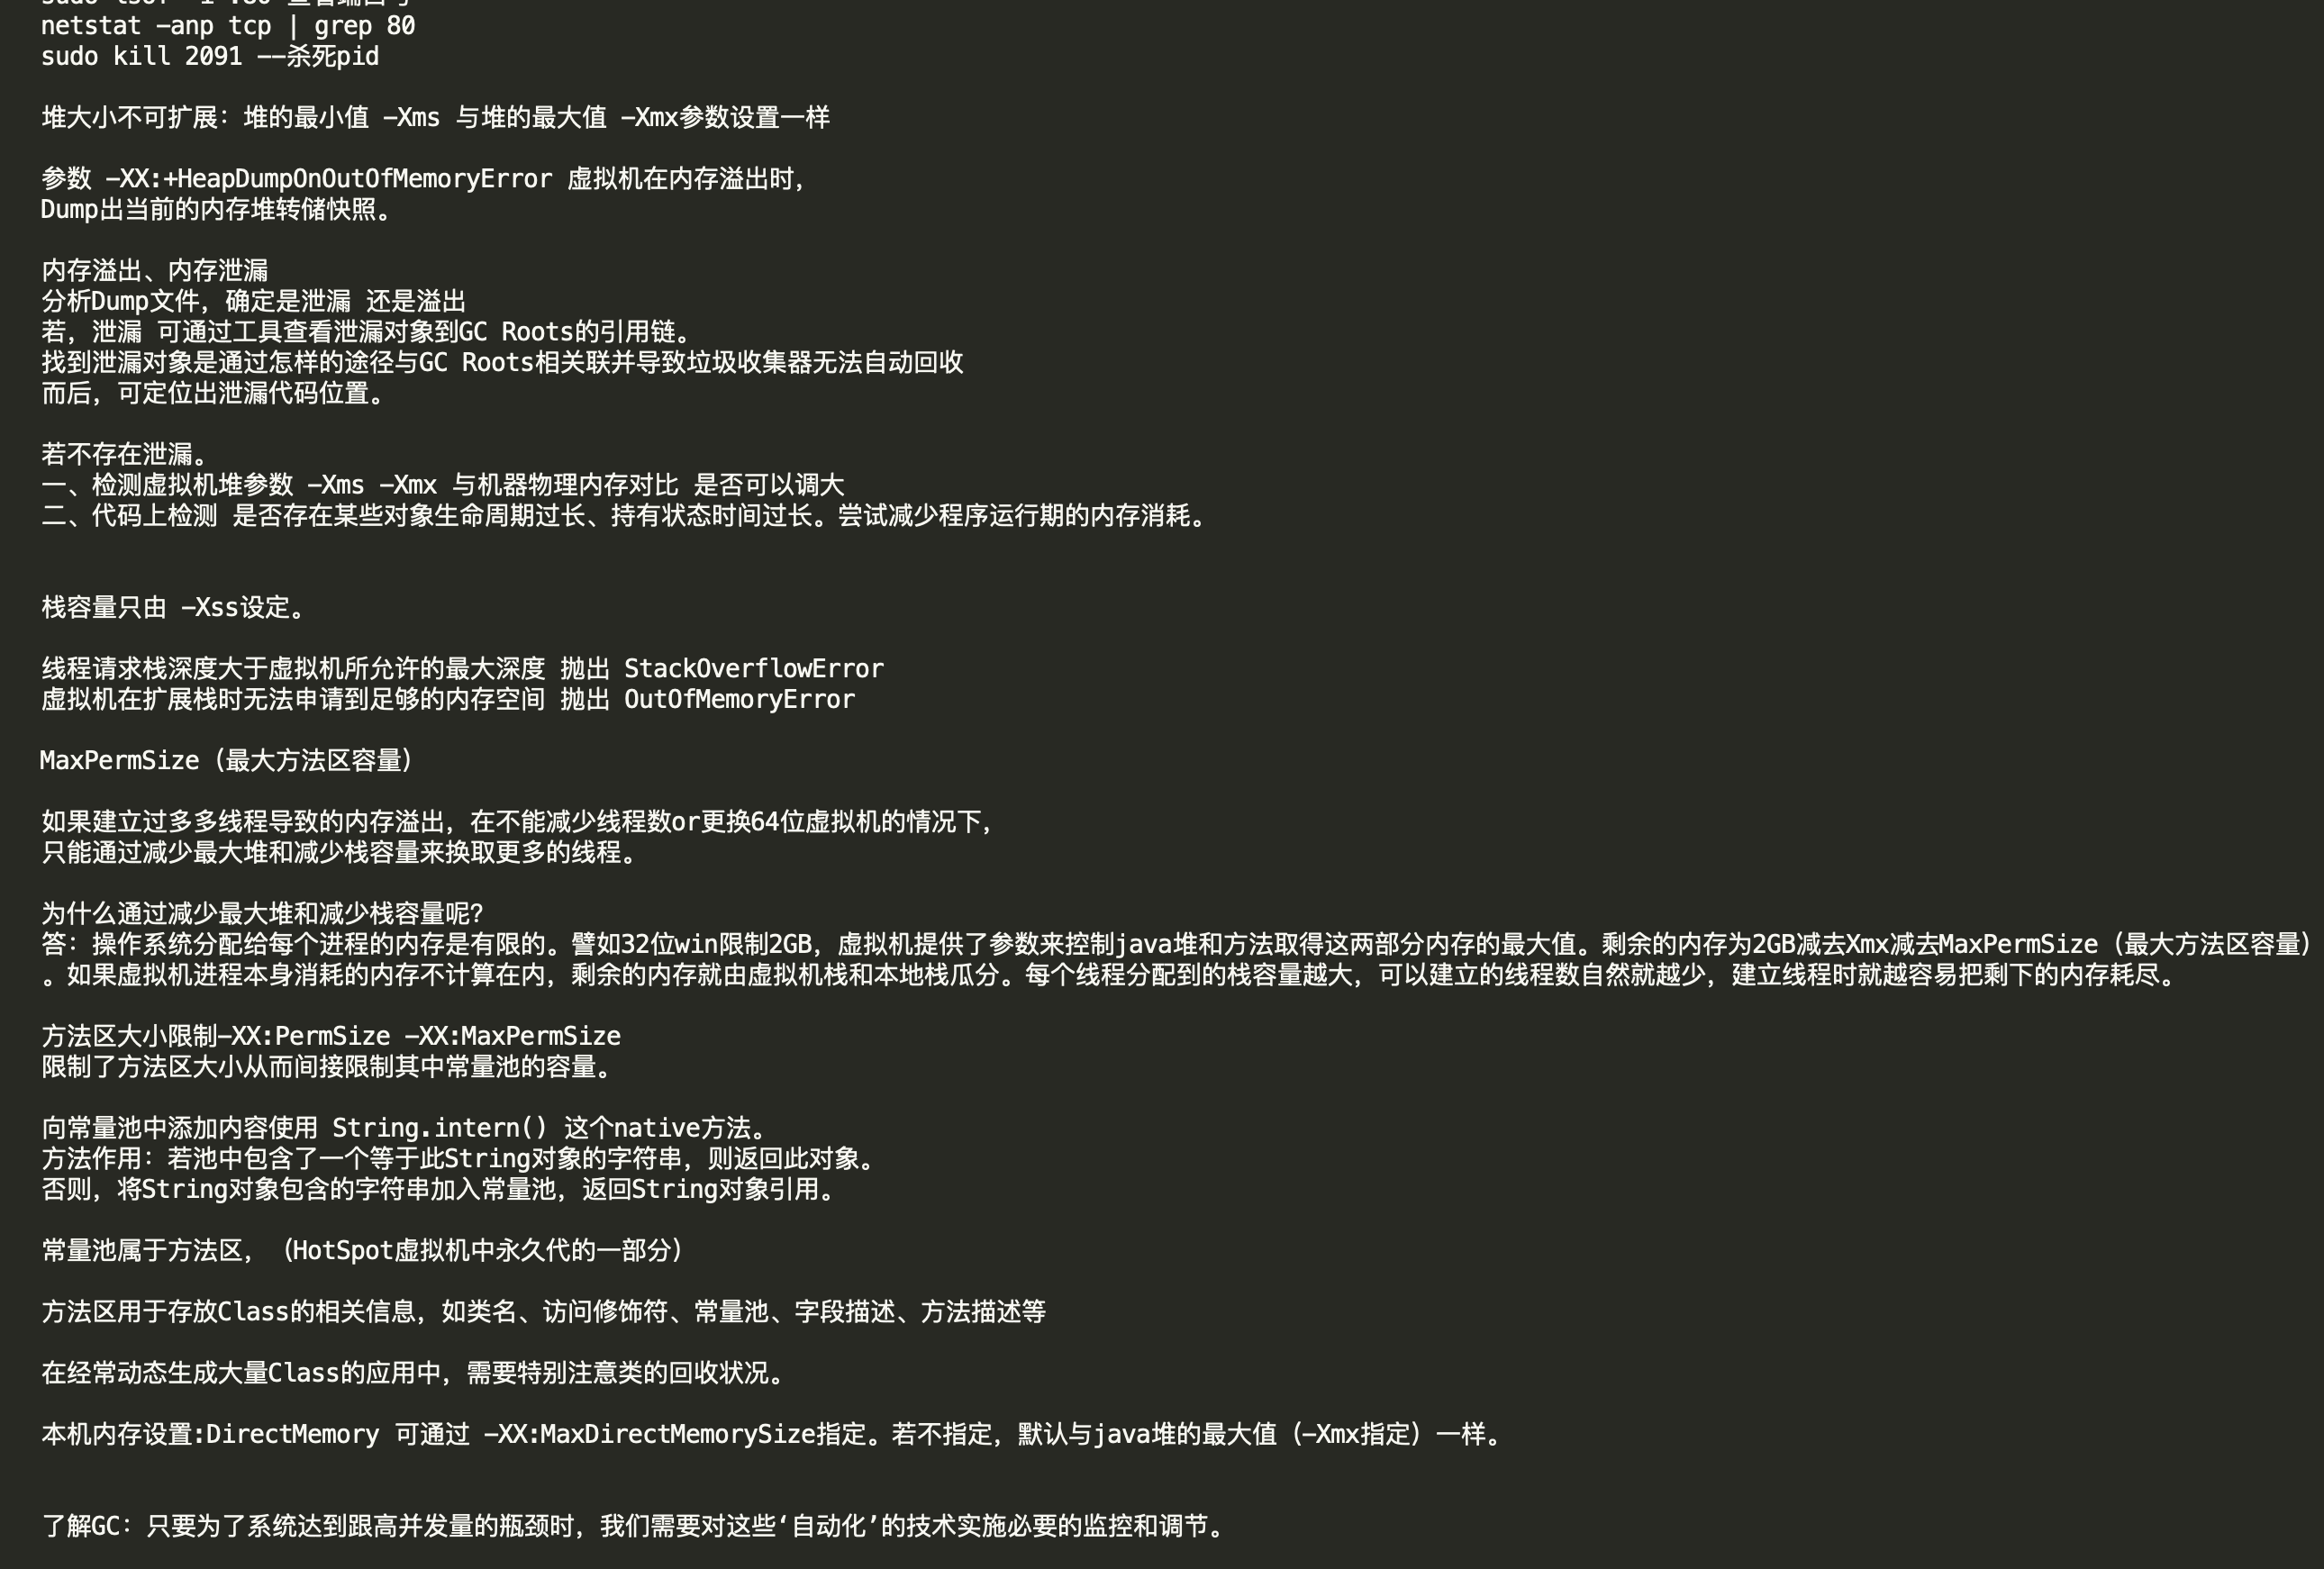 netstat -anp tcp | grep 80
sudo kill 2091 --杀死pid
堆大小不可扩展：堆的最小值 -Xms 与堆的最大值 -Xmx参数设置一样
参数 -XX:+HeapDumpOnOutOfMemoryError 虚拟机在内存溢出时，
Dump出当前的内存堆转储快照。
内存溢出、内存泄漏
分析Dump文件，确定是泄漏 还是溢出
若，泄漏 可通过工具查看泄漏对象到GC Roots的引用链。
找到泄漏对象是通过怎样的途径与GC Roots相关联并导致垃圾收集器无法自动回收
而后，可定位出泄漏代码位置。
若不存在泄漏。
一、检测虚拟机堆参数 -Xms -Xmx 与机器物理内存对比 是否可以调大
二、代码上检测 是否存在某些对象生命周期过长、持有状态时间过长。尝试减少程序运行期的内存消耗。
栈容量只由 -Xss设定。
线程请求栈深度大于虚拟机所允许的最大深度 抛出 StackOverflowError
虚拟机在扩展栈时无法申请到足够的内存空间 抛出 OutOfMemoryError
MaxPermSize（最大方法区容量）
如果建立过多多线程导致的内存溢出，在不能减少线程数or更换64位虚拟机的情况下，
只能通过减少最大堆和减少栈容量来换取更多的线程。
为什么通过减少最大堆和减少栈容量呢？
答：操作系统分配给每个进程的内存是有限的。譬如32位win限制2GB，虚拟机提供了参数来控制java堆和方法取得这两部分内存的最大值。剩余的内存为2GB减去Xmx减去MaxPermSize（最大方法区容量）
。如果虚拟机进程本身消耗的内存不计算在内，剩余的内存就由虚拟机栈和本地栈瓜分。每个线程分配到的栈容量越大，可以建立的线程数自然就越少，建立线程时就越容易把剩下的内存耗尽。
方法区大小限制-XX:PermSize -XX:MaxPermSize
限制了方法区大小从而间接限制其中常量池的容量。
向常量池中添加内容使用 String.intern() 这个native方法。
方法作用：若池中包含了一个等于此String对象的字符串，则返回此对象。
否则，将String对象包含的字符串加入常量池，返回String对象引用。
常量池属于方法区，（HotSpot虚拟机中永久代的一部分）
方法区用于存放Class的相关信息，如类名、访问修饰符、常量池、字段描述、方法描述等
在经常动态生成大量Class的应用中，需要特别注意类的回收状况。
本机内存设置:DirectMemory 可通过 -XX:MaxDirectMemorySize指定。若不指定，默认与java堆的最大值（-Xmx指定）一样。
了解GC：只要为了系统达到跟高并发量的瓶颈时，我们需要对这些‘自动化’的技术实施必要的监控和调节。